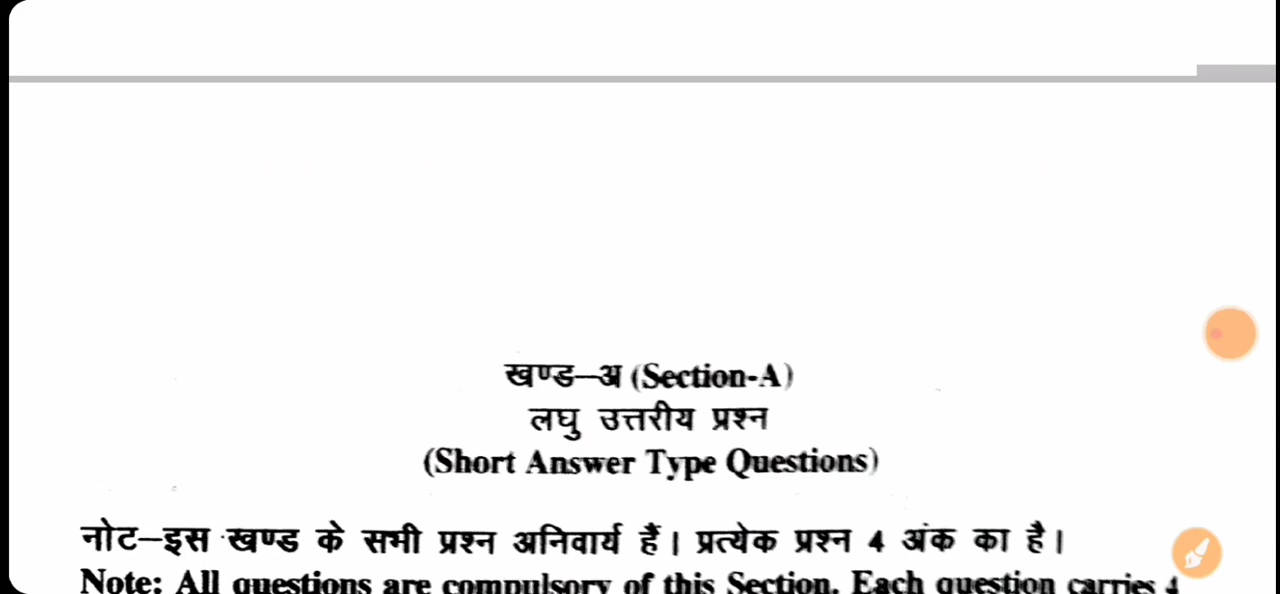 खण्ड—अ (Section-A)
लघु उत्तरीय प्रश्न
(Short Answer Type Questions)
नोट—इस खण्ड के सभी प्रश्न अनिवार्य हैं। प्रत्येक प्रश्न 4 अंक का है।
Note: All questions are compulsory of this Section. Each question carries 4